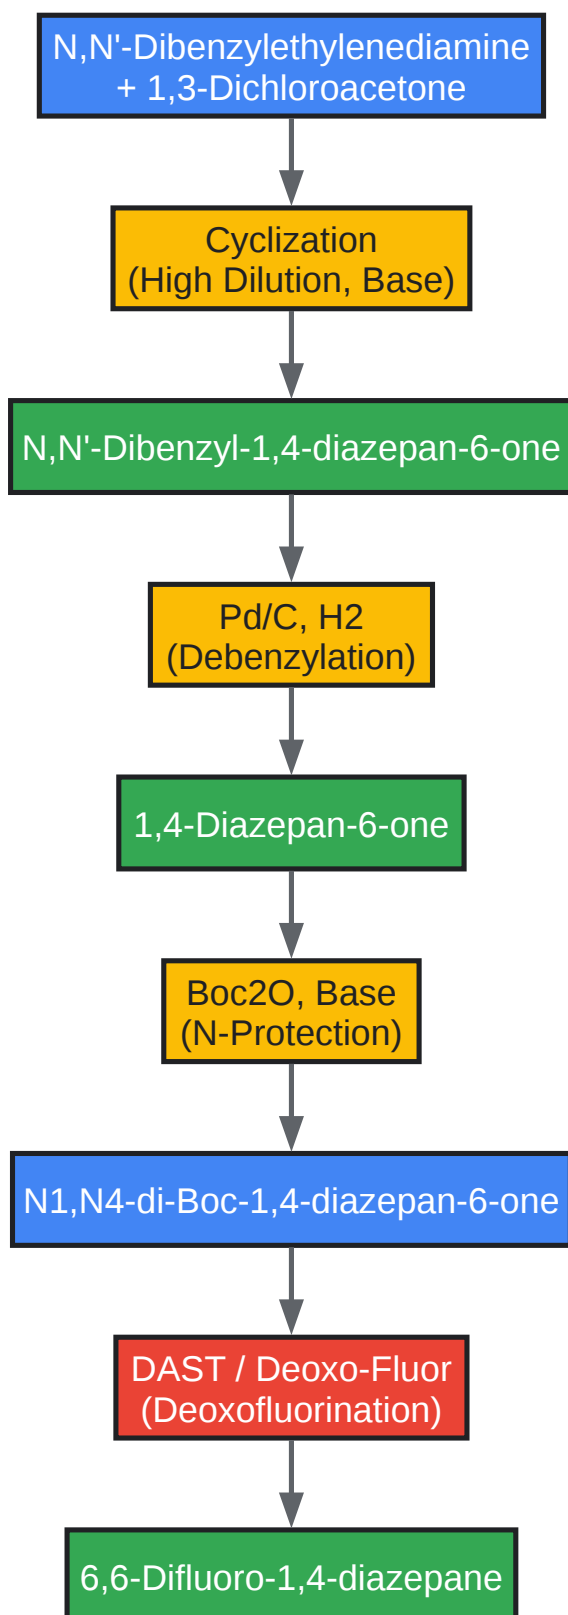 N,N'-Dibenzylethylenediamine
+ 1,3-Dichloroacetone
Cyclization
(High Dilution, Base)
N,N'-Dibenzyl-1,4-diazepan-6-one
Pd/C, H2
(Debenzylation)
1,4-Diazepan-6-one
Boc2O, Base
(N-Protection)
N1,N4-di-Boc-1,4-diazepan-6-one
DAST / Deoxo-Fluor
(Deoxofluorination)
6,6-Difluoro-1,4-diazepane